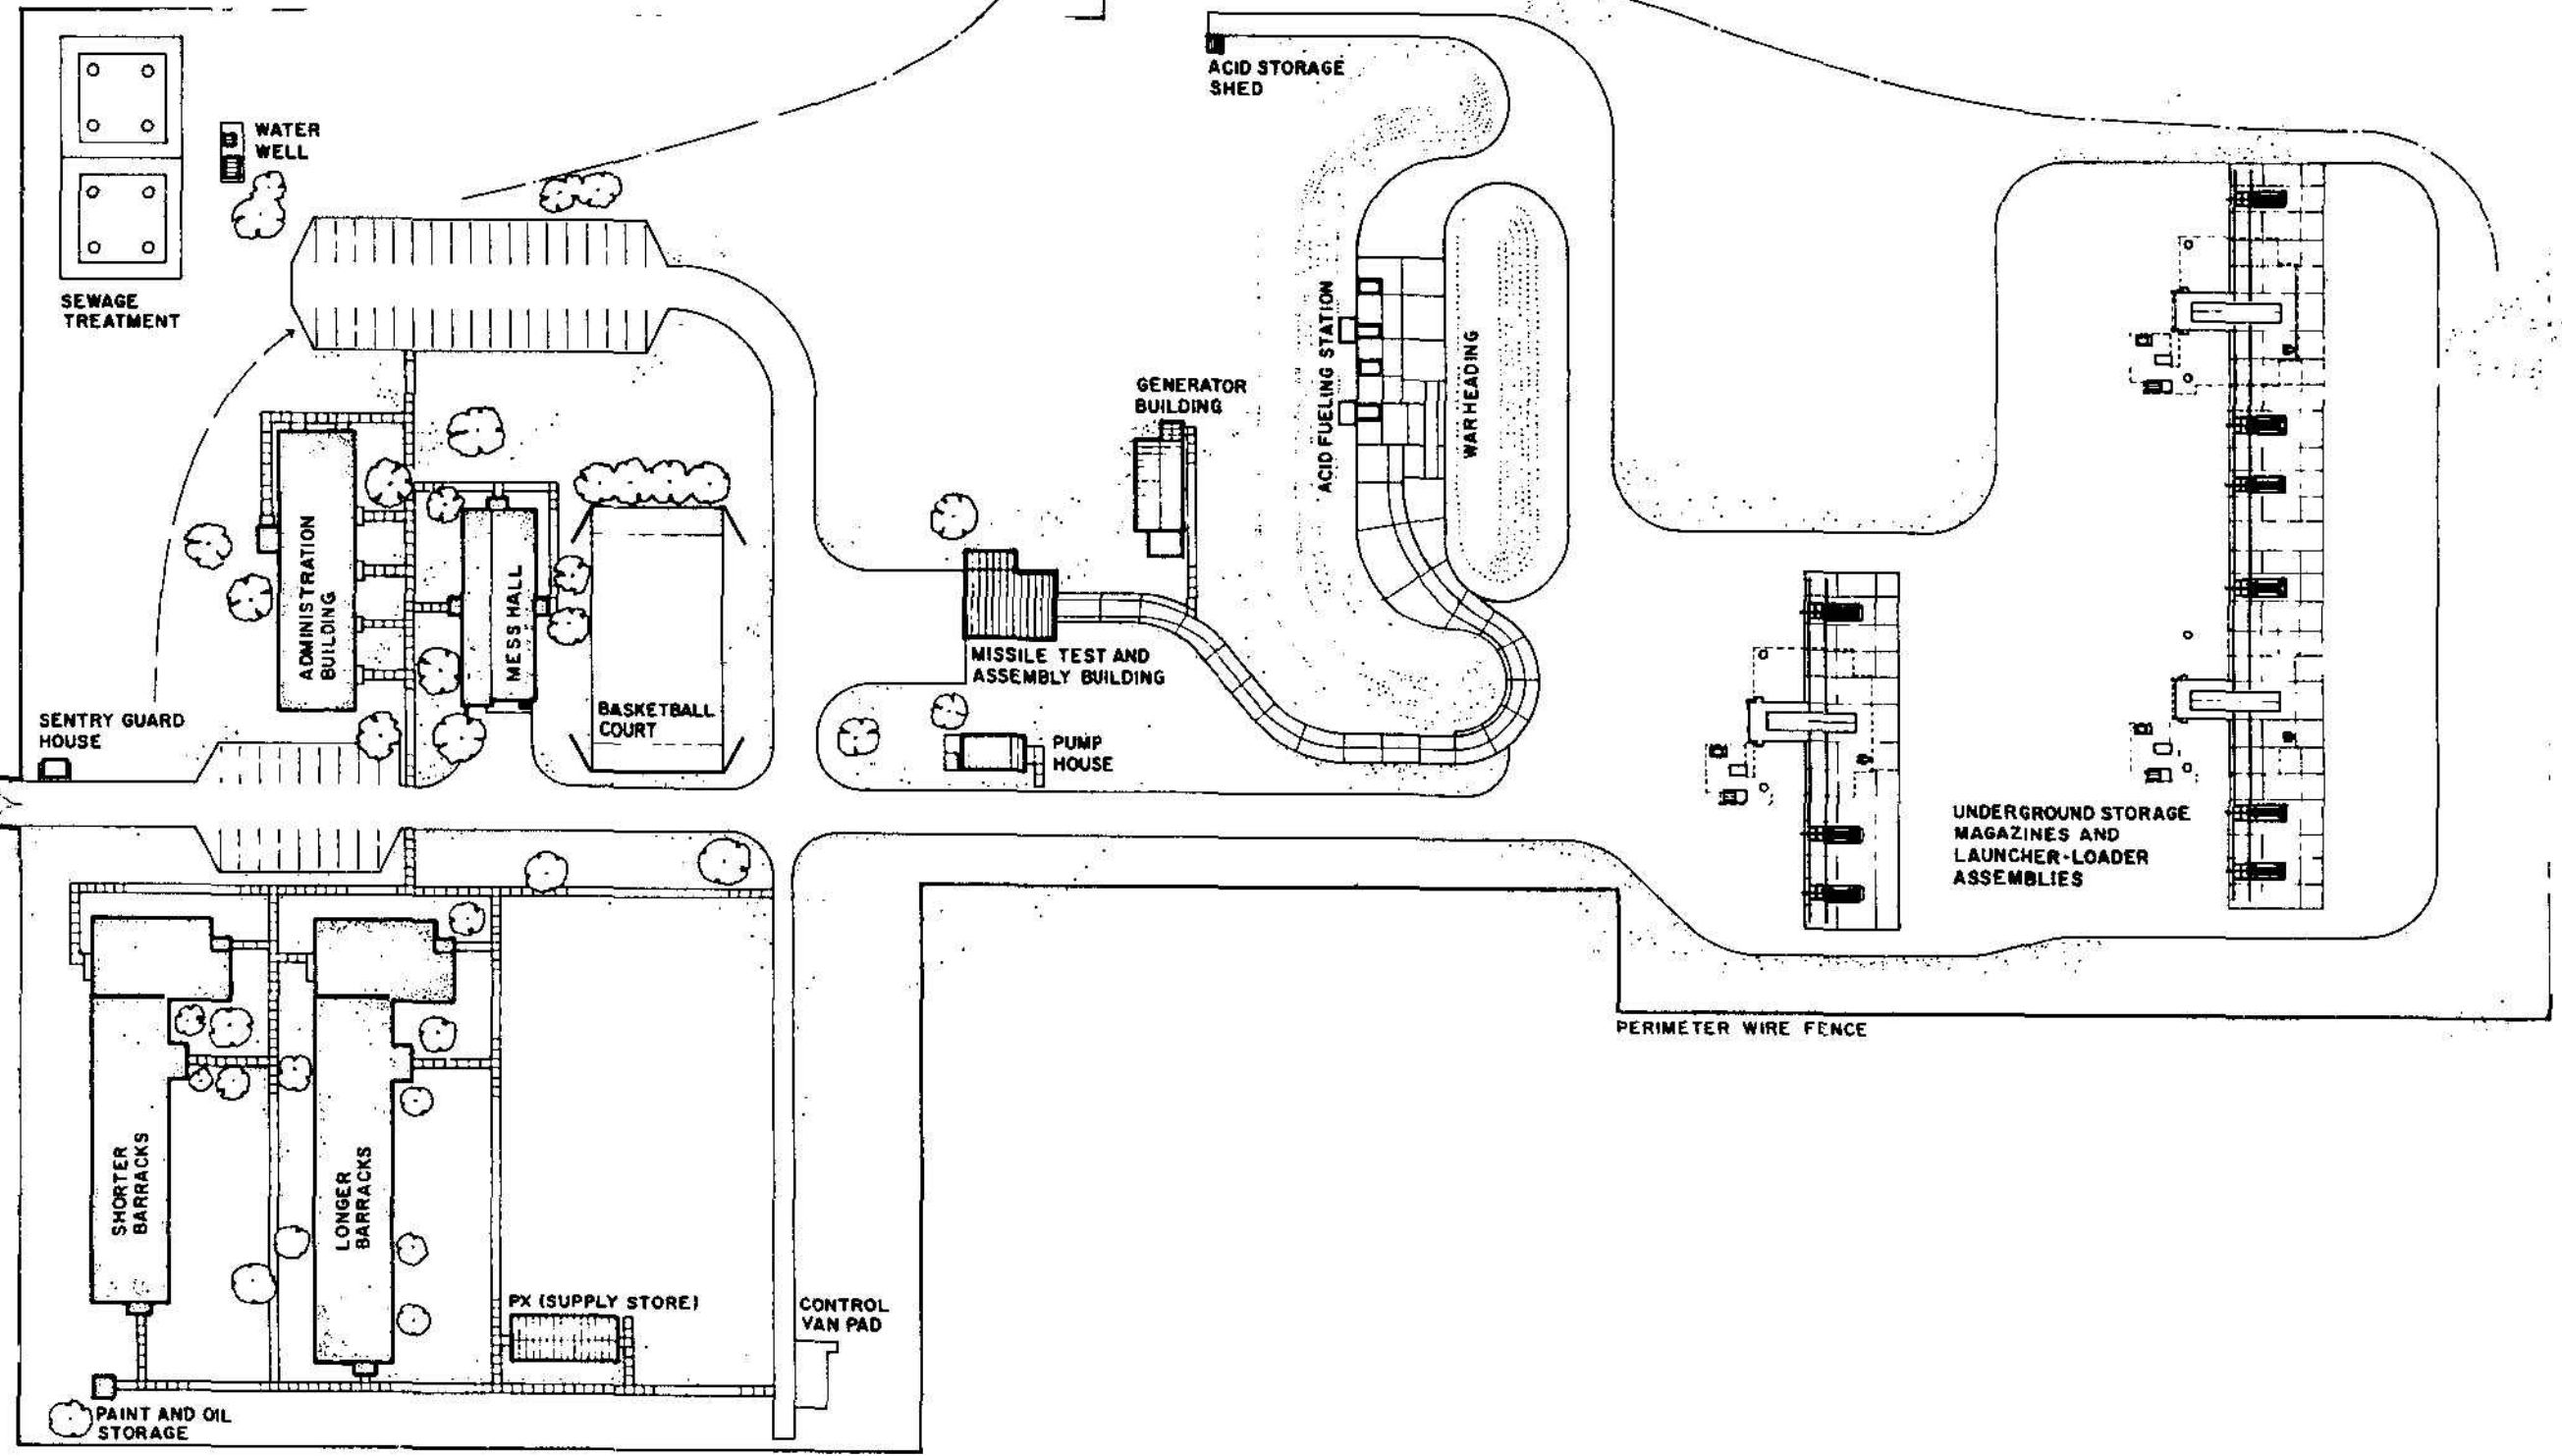 ACID STORAGE
SHED
WATER
WELL
SEWAGE
TREATMENT
ACID FUELING STATION
WARHEADING
GENERATOR
BUILDING
ADMINISTRATION
BUILDING
MESS HALL
MISSILE TEST AND
ASSEMBLY BUILDING
BASKETBALL
COURT
SENTRY GUARD
HOUSE
PUMP
HOUSE
UNDERGROUND STORAGE
MAGAZINES AND
LAUNCHER-LOADER
ASSEMBLIES
PERIMETER WIRE FENCE
SHORTER
BARRACKS
LONGER
BARRACKS
PX (SUPPLY STORE)
CONTROL
VAN PAD
PAINT AND OIL
STORAGE